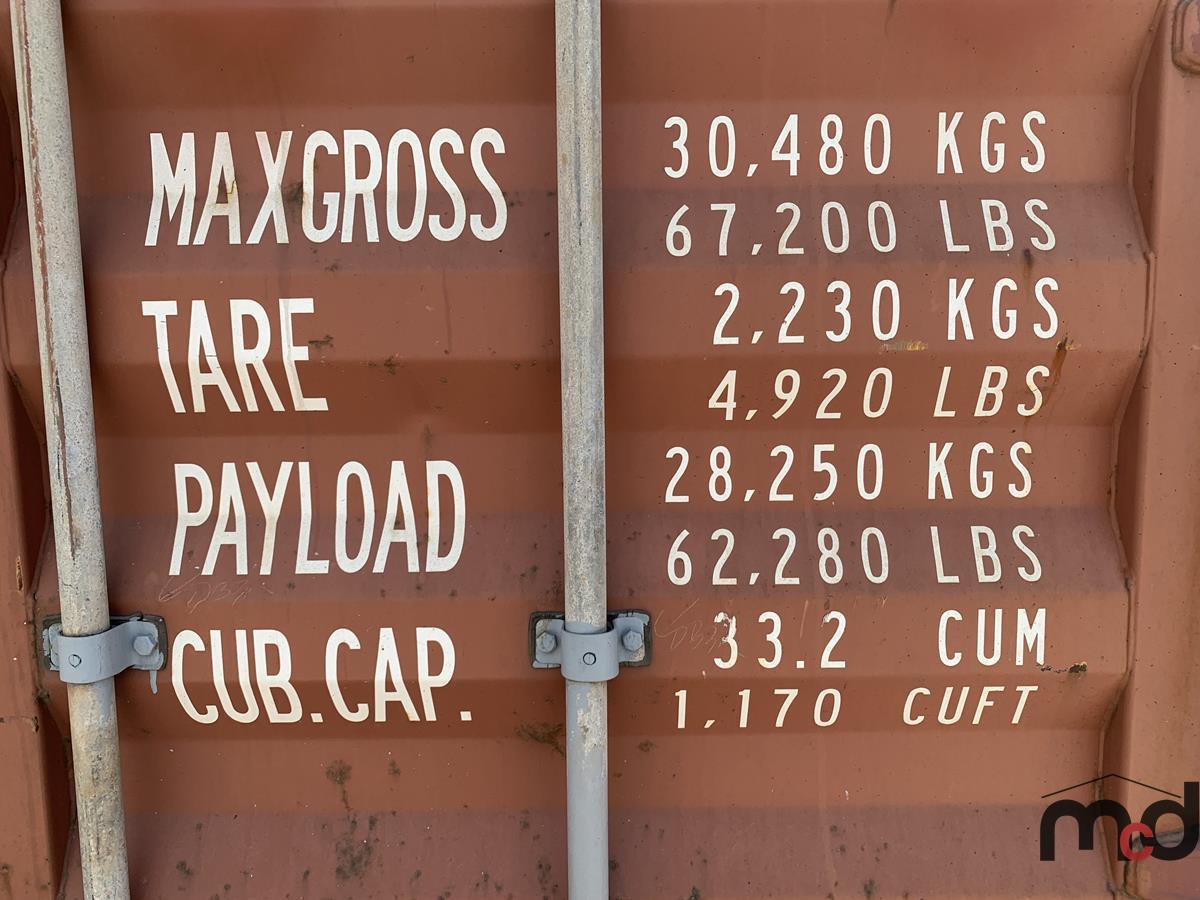 MAXGROSS 30,480 KGS
67,200 LBS
TARE 2,230 KGS
4,920 LBS
PAYLOAD 28,250 KGS
62,280 LBS
CUB.CAP. 33.2 CUM
1,170 CUFT
mcd